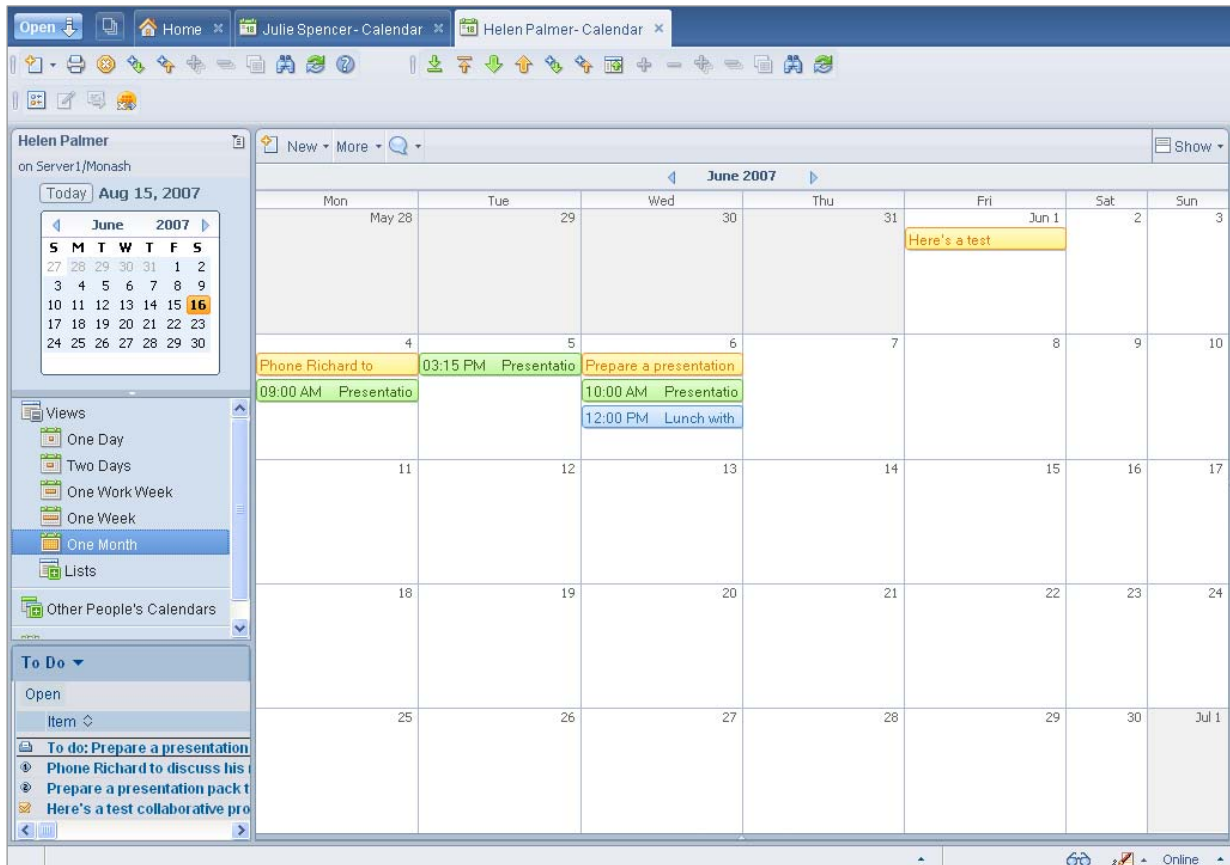 Open
Home
Julie Spencer- Calendar
Helen Palmer- Calendar
Helen Palmer
on Server1/Monash
Today Aug 15, 2007
June 2007
S M T W T F S
27 28 29 30 31 1 2
3 4 5 6 7 8 9
10 11 12 13 14 15 16
17 18 19 20 21 22 23
24 25 26 27 28 29 30
Views
One Day
Two Days
One Work Week
One Week
One Month
Lists
Other People's Calendars
To Do
Open
Item
To do: Prepare a presentation
Phone Richard to discuss his
Prepare a presentation pack t
Here's a test collaborative pro
New More Show
June 2007
Mon Tue Wed Thu Fri Sat Sun
May 28 29 30 31 Jun 1 2 3
Here's a test
4 5 6 7 8 9 10
Phone Richard to 03:15 PM Presentatio Prepare a presentation
09:00 AM Presentatio 10:00 AM Presentatio
12:00 PM Lunch with
11 12 13 14 15 16 17
18 19 20 21 22 23 24
25 26 27 28 29 30 Jul 1
Online